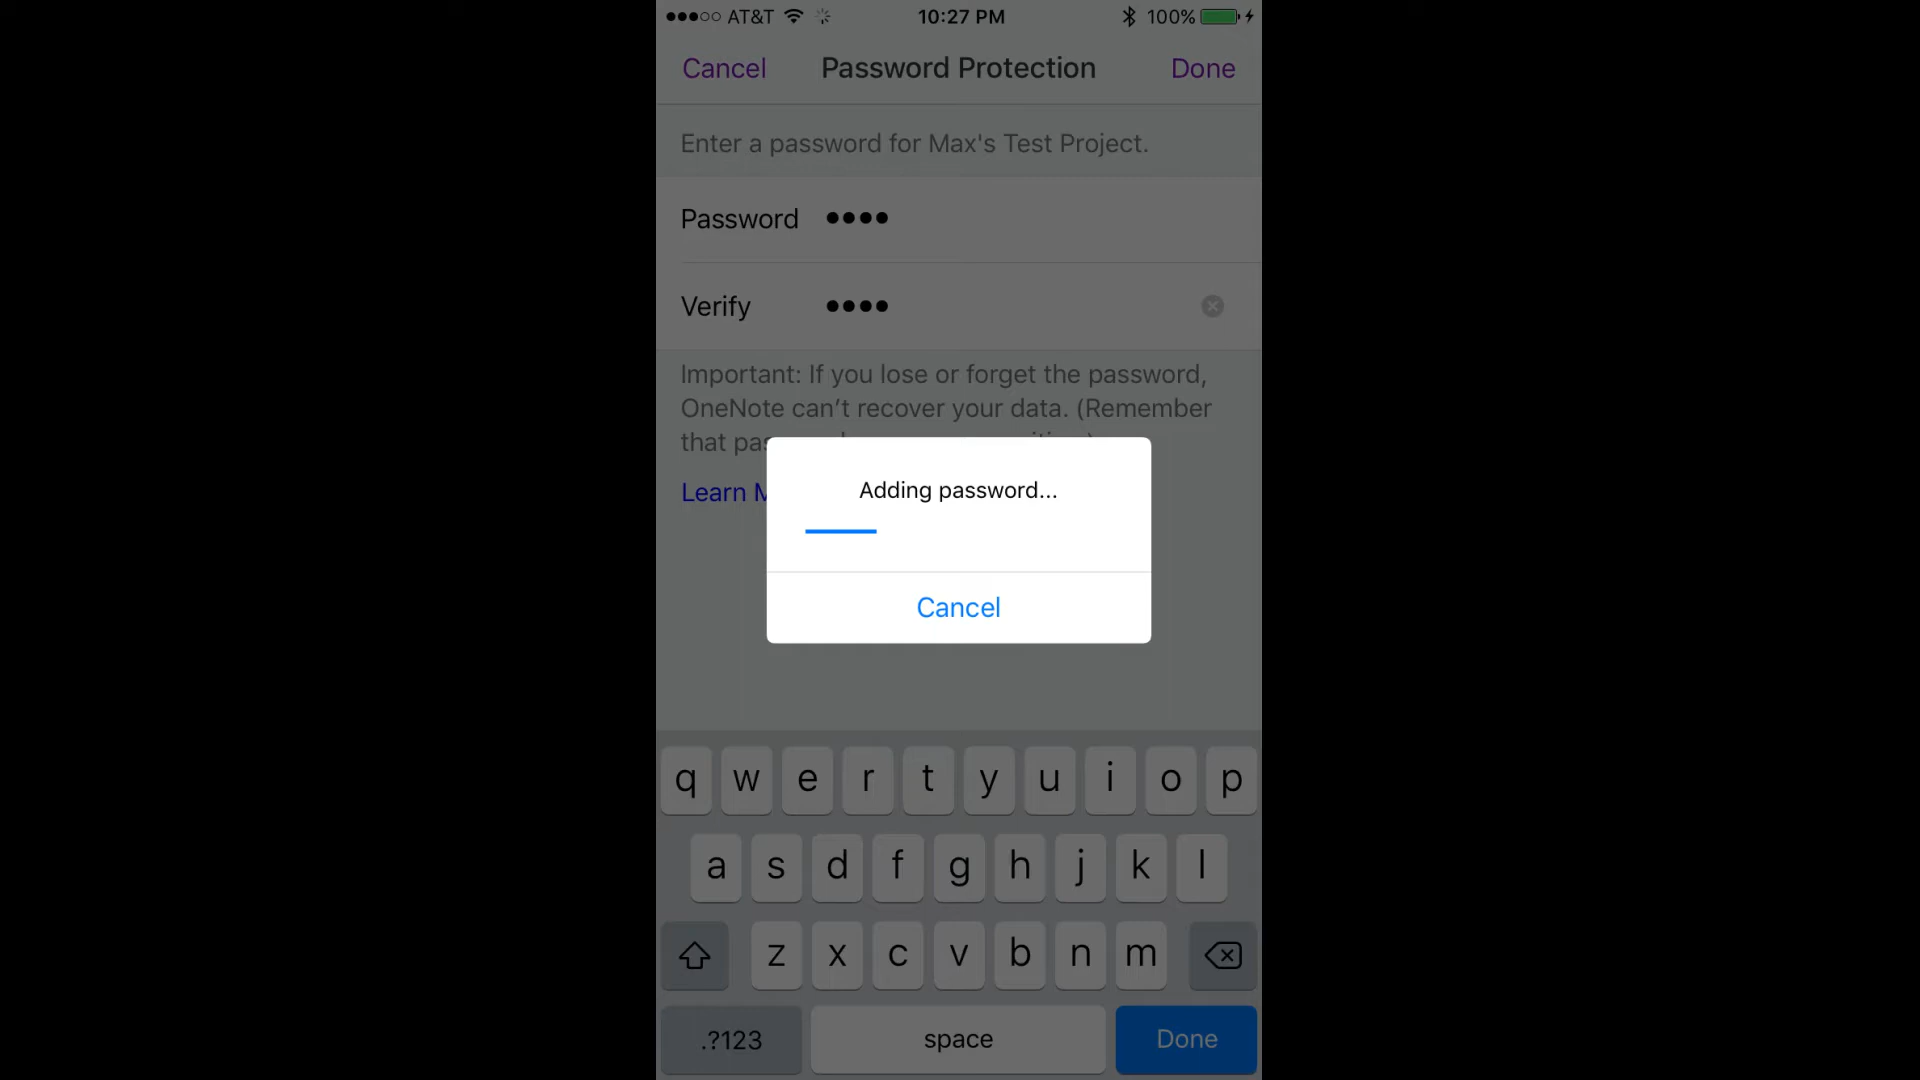 AT&T 10:27 PM 100%
Cancel Password Protection Done
Enter a password for Max's Test Project.
Password ••••
Verify ••••
Important: If you lose or forget the password,
OneNote can’t recover your data. (Remember
that
Learn
Adding password...
Cancel
q w e r t y u i o p
a s d f g h j k l
z x c v b n m
.?123 space Done